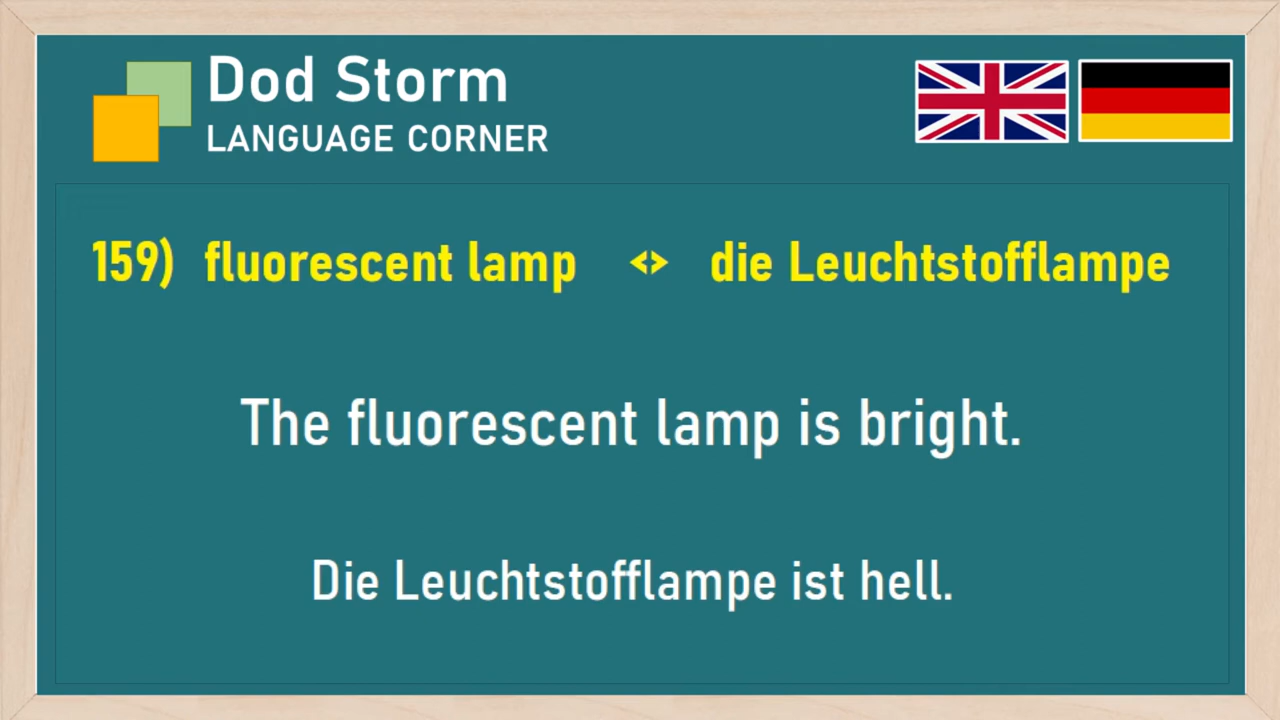 Dod Storm
LANGUAGE CORNER
159) fluorescent lamp <> die Leuchtstofflampe
The fluorescent lamp is bright.
Die Leuchtstofflampe ist hell.